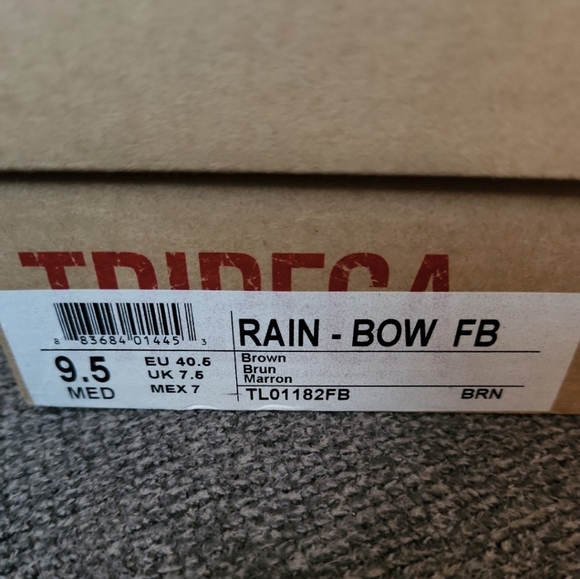 TRIBECA
8 83684 01445 3
RAIN - BOW FB
9.5
MED
EU 40.5
UK 7.5
MEX 7
Brown
Brun
Marron
TL01182FB BRN